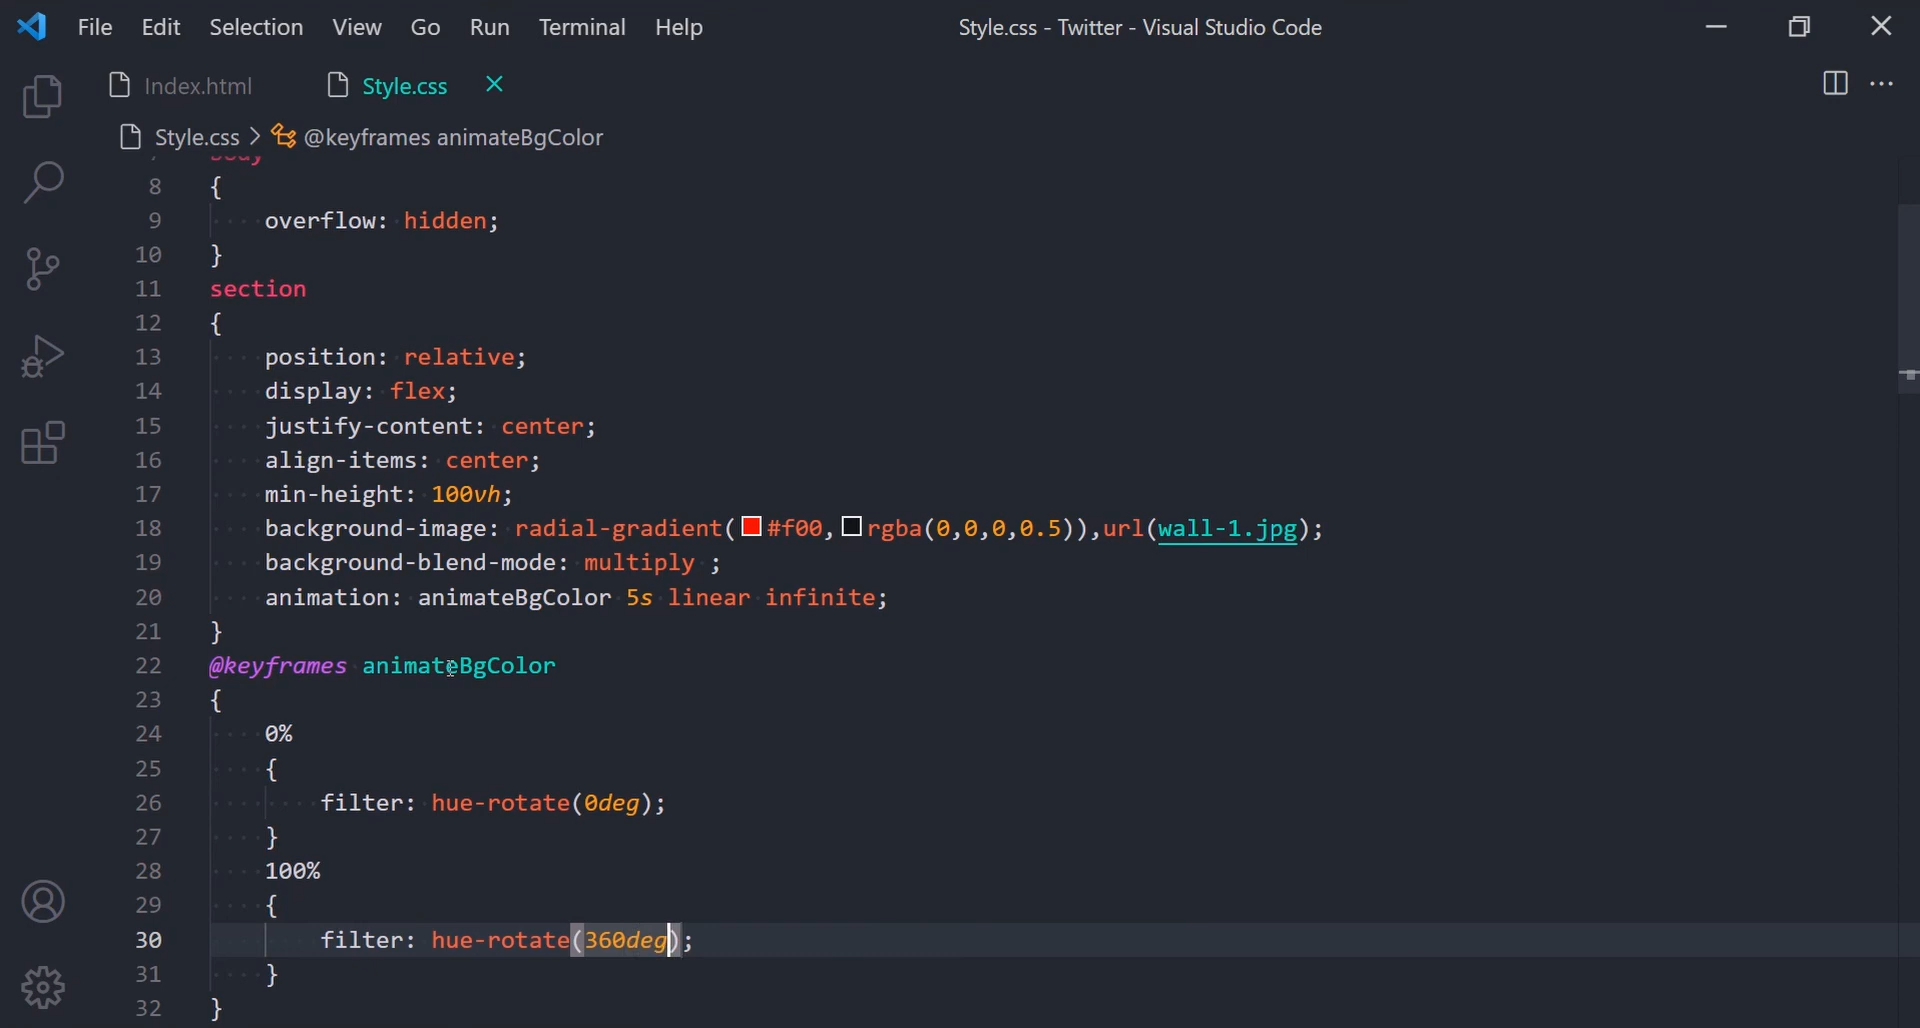 File Edit Selection View Go Run Terminal Help Style.css - Twitter - Visual Studio Code
Index.html Style.css
Style.css > @keyframes animateBgColor
7 body
8 {
9 overflow: hidden;
10 }
11 section
12 {
13 position: relative;
14 display: flex;
15 justify-content: center;
16 align-items: center;
17 min-height: 100vh;
18 background-image: radial-gradient(#f00,rgba(0,0,0,0.5)),url(wall-1.jpg);
19 background-blend-mode: multiply ;
20 animation: animateBgColor 5s linear infinite;
21 }
22 @keyframes animateBgColor
23 {
24 0%
25 {
26 filter: hue-rotate(0deg);
27 }
28 100%
29 {
30 filter: hue-rotate(360deg);
31 }
32 }